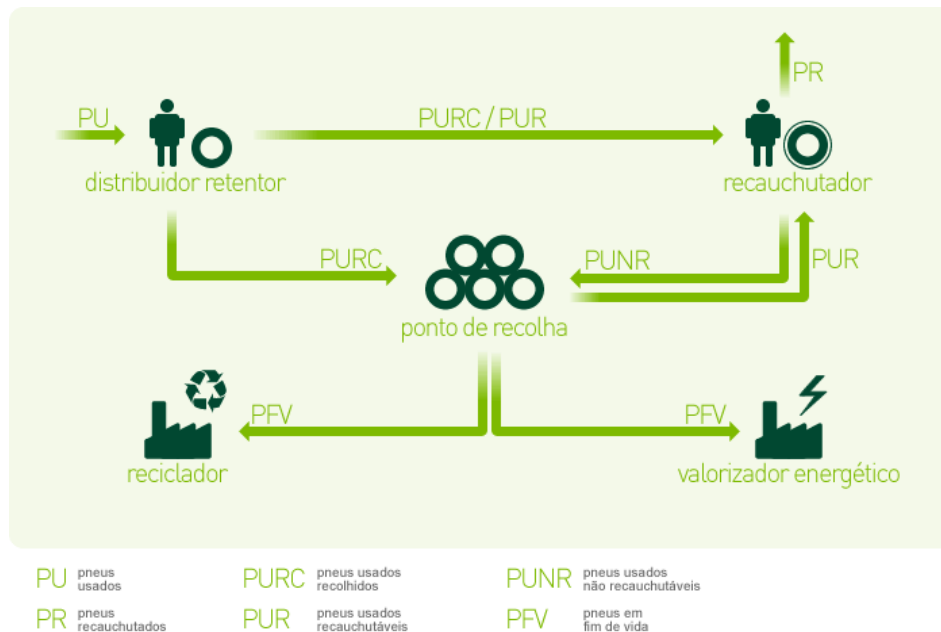 PR
PU
PURC / PUR
distribuidor retentor
recauchutador
PURC
PUNR
PUR
ponto de recolha
PFV
PFV
reciclador
valorizador energético
PU pneus
usados
PURC pneus usados
recolhidos
PUNR pneus usados
não recauchutáveis
PR pneus
recauchutados
PUR pneus usados
recauchutáveis
PFV pneus em
fim de vida